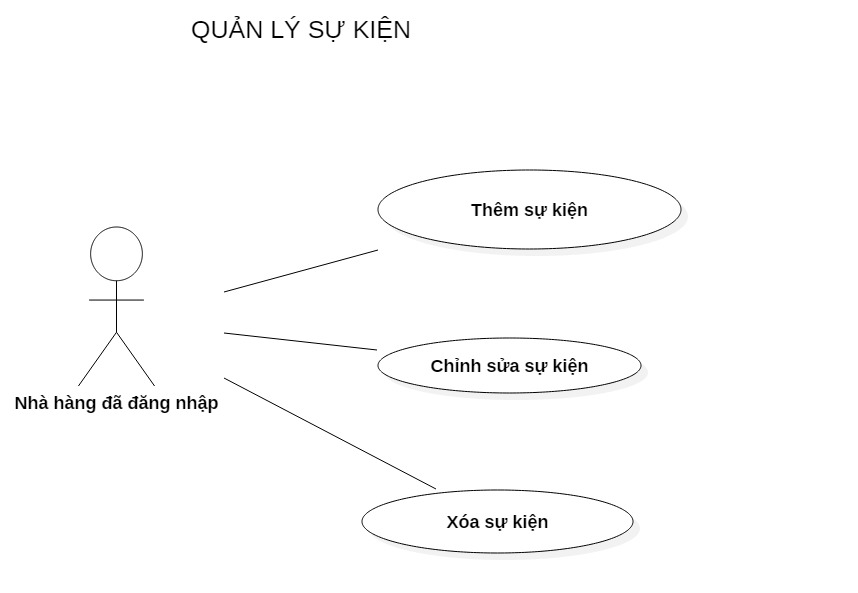 QUẢN LÝ SỰ KIỆN
Thêm sự kiện
Chỉnh sửa sự kiện
Nhà hàng đã đăng nhập
Xóa sự kiện